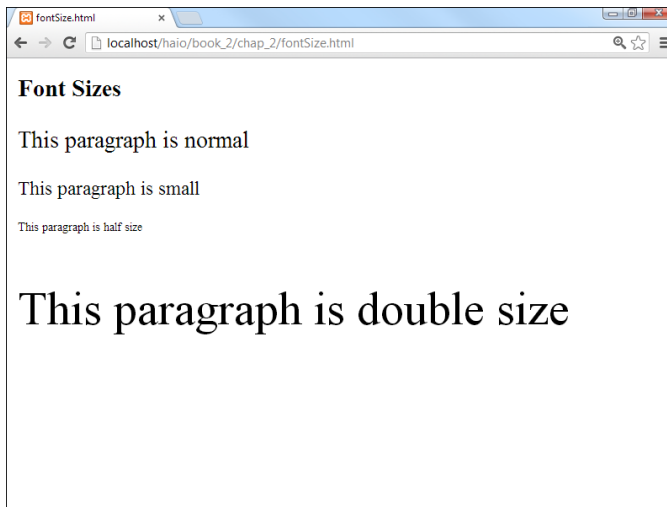 fontSize.html
localhost/haio/book_2/chap_2/fontSize.html
Font Sizes
This paragraph is normal
This paragraph is small
This paragraph is half size
This paragraph is double size